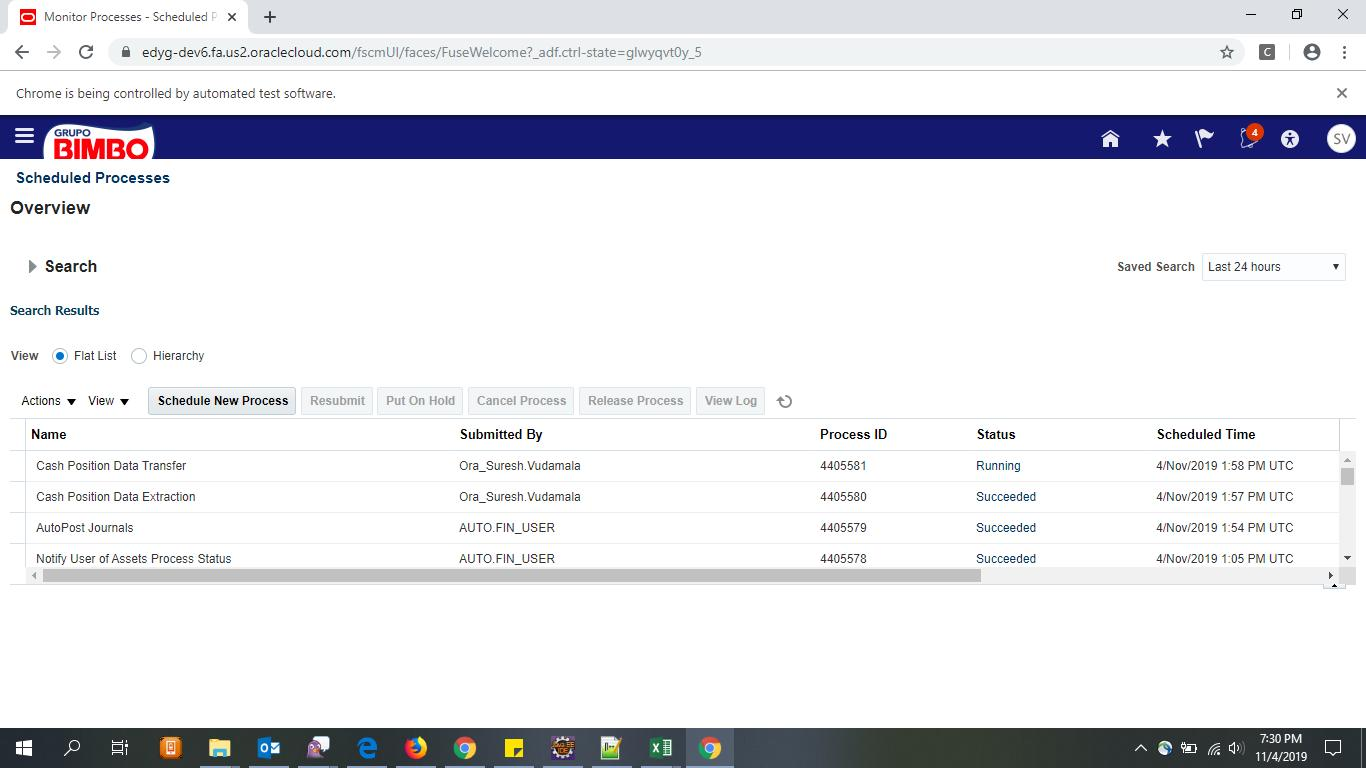 Monitor Processes - Scheduled P
edyg-dev6.fa.us2.oraclecloud.com/fscmUI/faces/FuseWelcome?_adf.ctrl-state=glwyqvt0y_5
C
Chrome is being controlled by automated test software.
GRUPO
BIMBO
4
SV
Scheduled Processes
Overview
Search
Saved Search Last 24 hours
Search Results
View Flat List Hierarchy
Actions View Schedule New Process Resubmit Put On Hold Cancel Process Release Process View Log
Name Submitted By Process ID Status Scheduled Time
Cash Position Data Transfer Ora_Suresh.Vudamala 4405581 Running 4/Nov/2019 1:58 PM UTC
Cash Position Data Extraction Ora_Suresh.Vudamala 4405580 Succeeded 4/Nov/2019 1:57 PM UTC
AutoPost Journals AUTO.FIN_USER 4405579 Succeeded 4/Nov/2019 1:54 PM UTC
Notify User of Assets Process Status AUTO.FIN_USER 4405578 Succeeded 4/Nov/2019 1:05 PM UTC
7:30 PM
11/4/2019